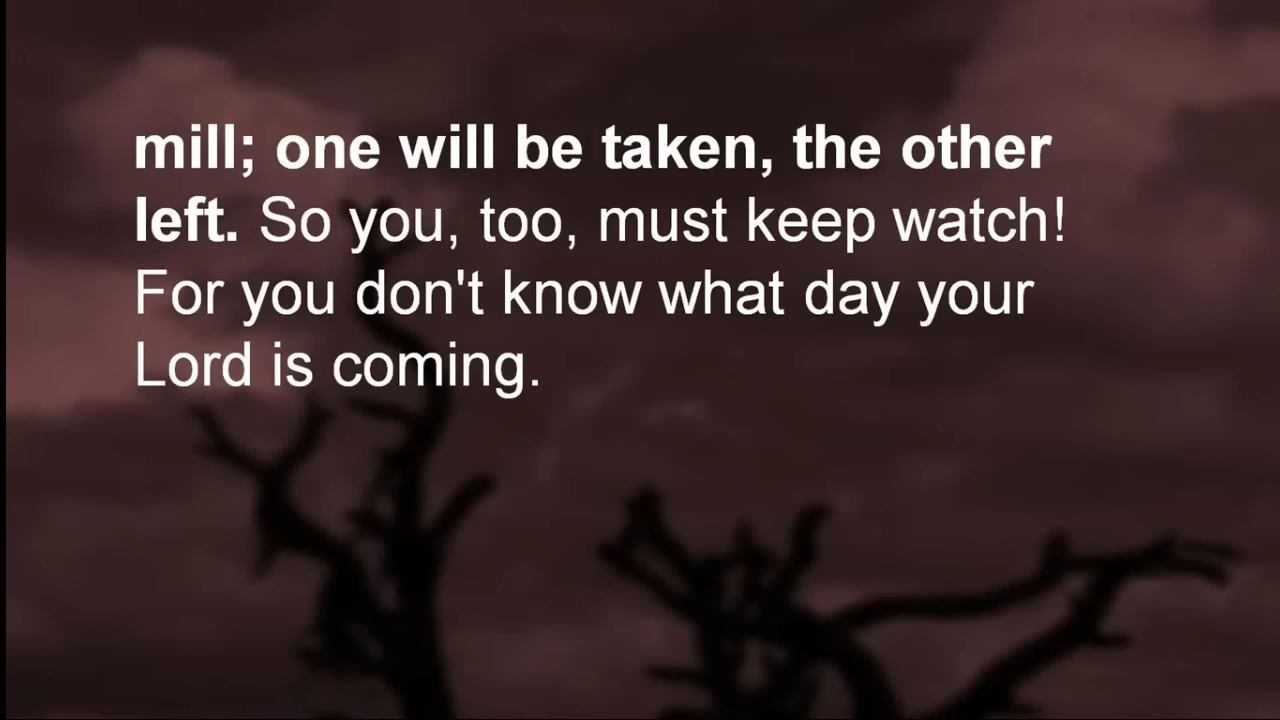 mill; one will be taken, the other
left. So you, too, must keep watch!
For you don't know what day your
Lord is coming.